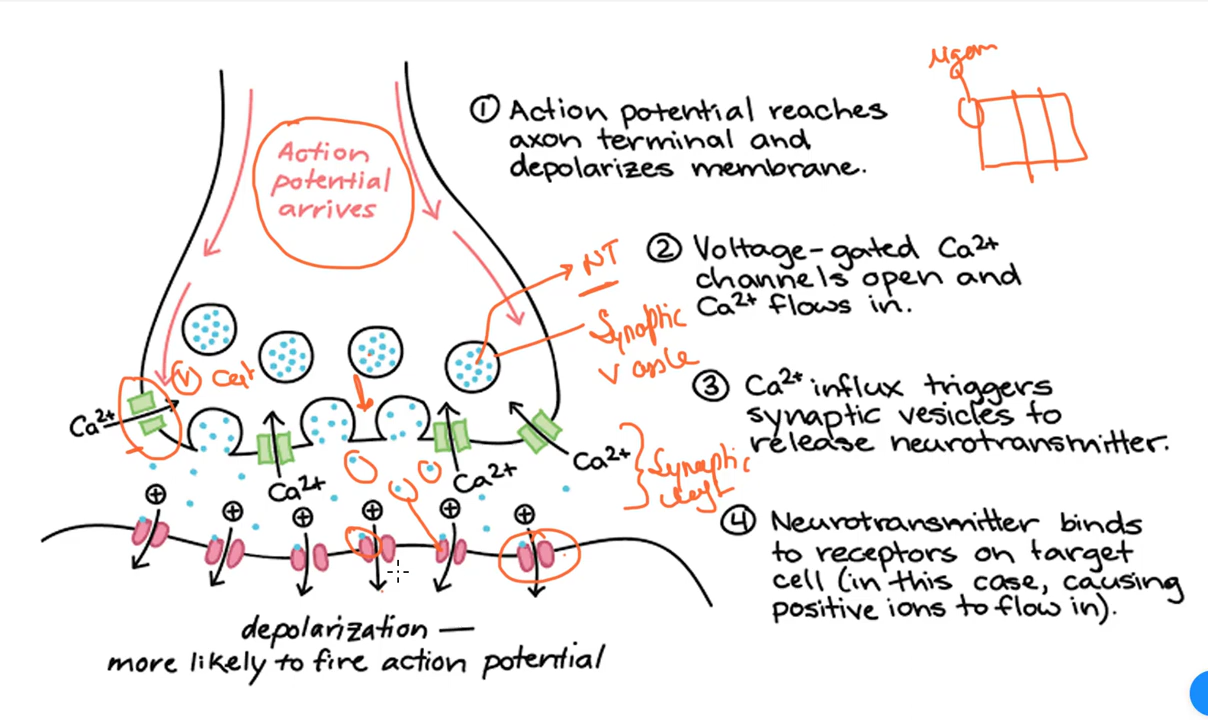 Action
potential
arrives
① Action potential reaches
axon terminal and
depolarizes membrane.
NT
② Voltage-gated Ca2+
channels open and
Ca2+ flows in.
Synaptic
③ Ca2+ influx triggers
synaptic vesicles to
release neurotransmitter.
V
Ca2+
Ca2+
Ca2+
Ca2+
Synaptic
④ Neurotransmitter binds
to receptors on target
cell (in this case, causing
positive ions to flow in).
+ + + + + +
depolarization —
more likely to fire action potential